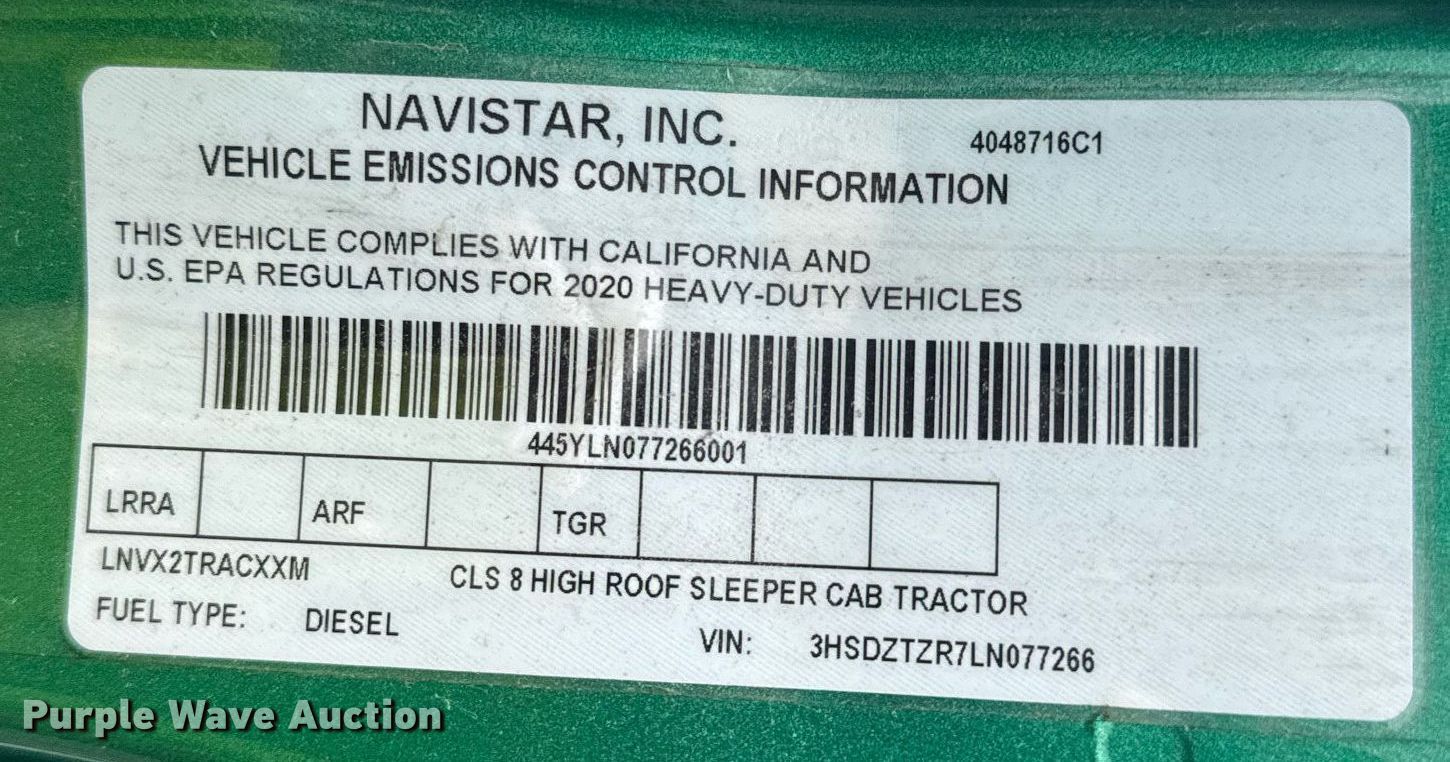 NAVISTAR, INC.
4048716C1
VEHICLE EMISSIONS CONTROL INFORMATION
THIS VEHICLE COMPLIES WITH CALIFORNIA AND
U.S. EPA REGULATIONS FOR 2020 HEAVY-DUTY VEHICLES
445YLN077266001
LRRA ARF TGR
LNVX2TRACXXM CLS 8 HIGH ROOF SLEEPER CAB TRACTOR
FUEL TYPE: DIESEL VIN: 3HSDZTZR7LN077266
Purple Wave Auction